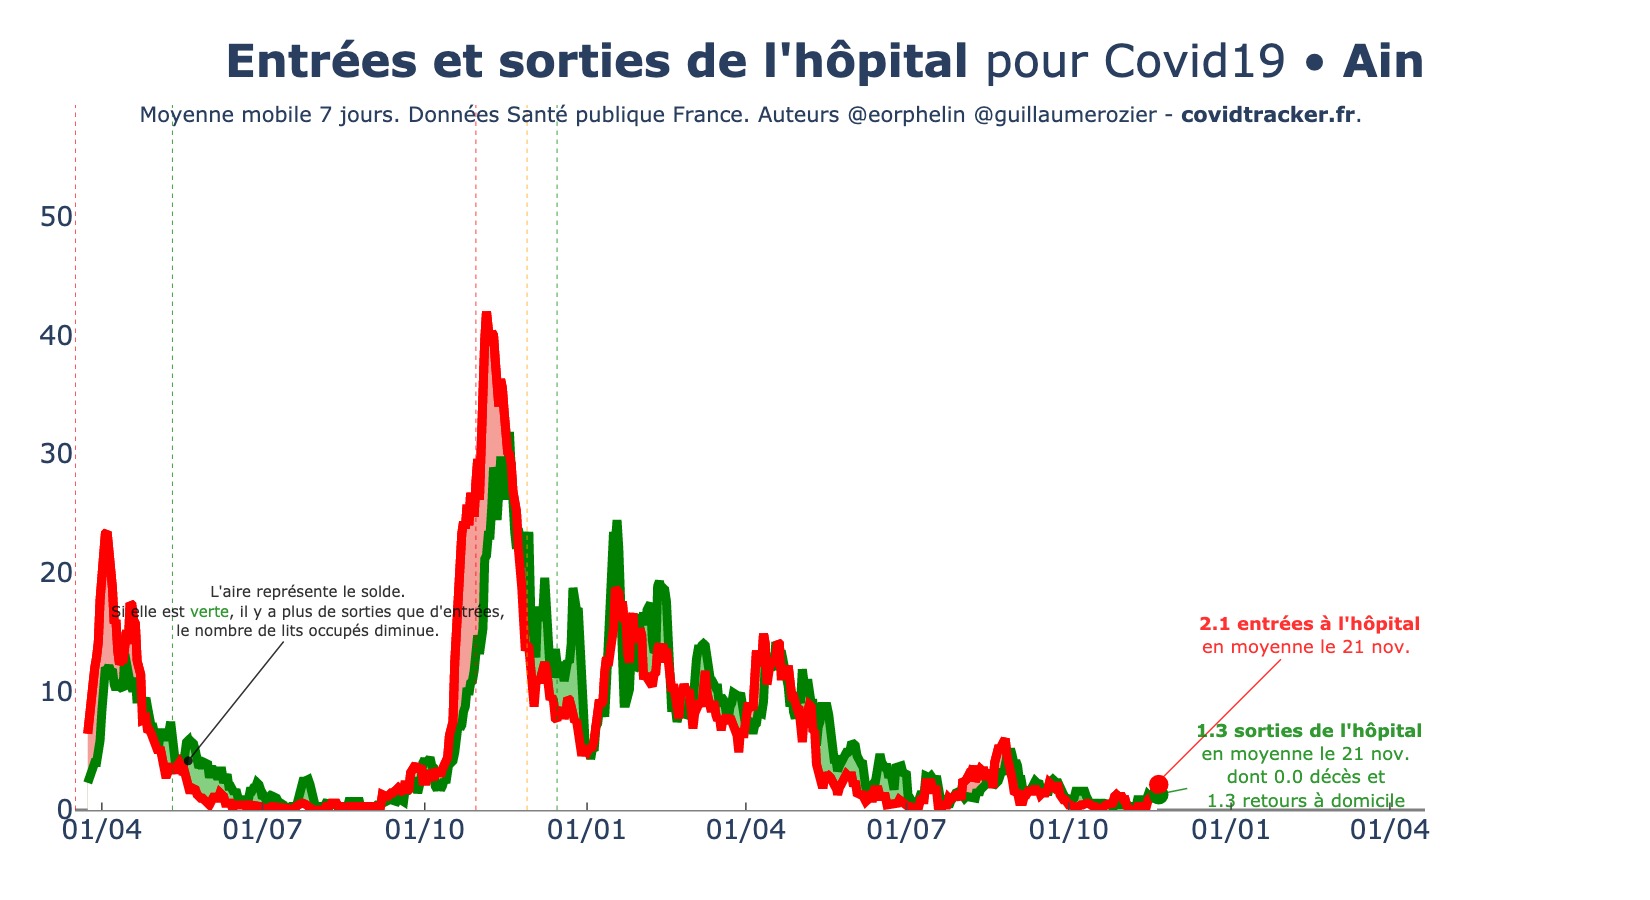 Entrées et sorties de l'hôpital pour Covid19 • Ain
Moyenne mobile 7 jours. Données Santé publique France. Auteurs @eorphelin @guillaumerozier - covidtracker.fr.
50
40
30
20
10
0
L'aire représente le solde.
Si elle est verte, il y a plus de sorties que d'entrées,
le nombre de lits occupés diminue.
2.1 entrées à l'hôpital
en moyenne le 21 nov.
1.3 sorties de l'hôpital
en moyenne le 21 nov.
dont 0.0 décès et
1.3 retours à domicile
01/04 01/07 01/10 01/01 01/04 01/07 01/10 01/01 01/04